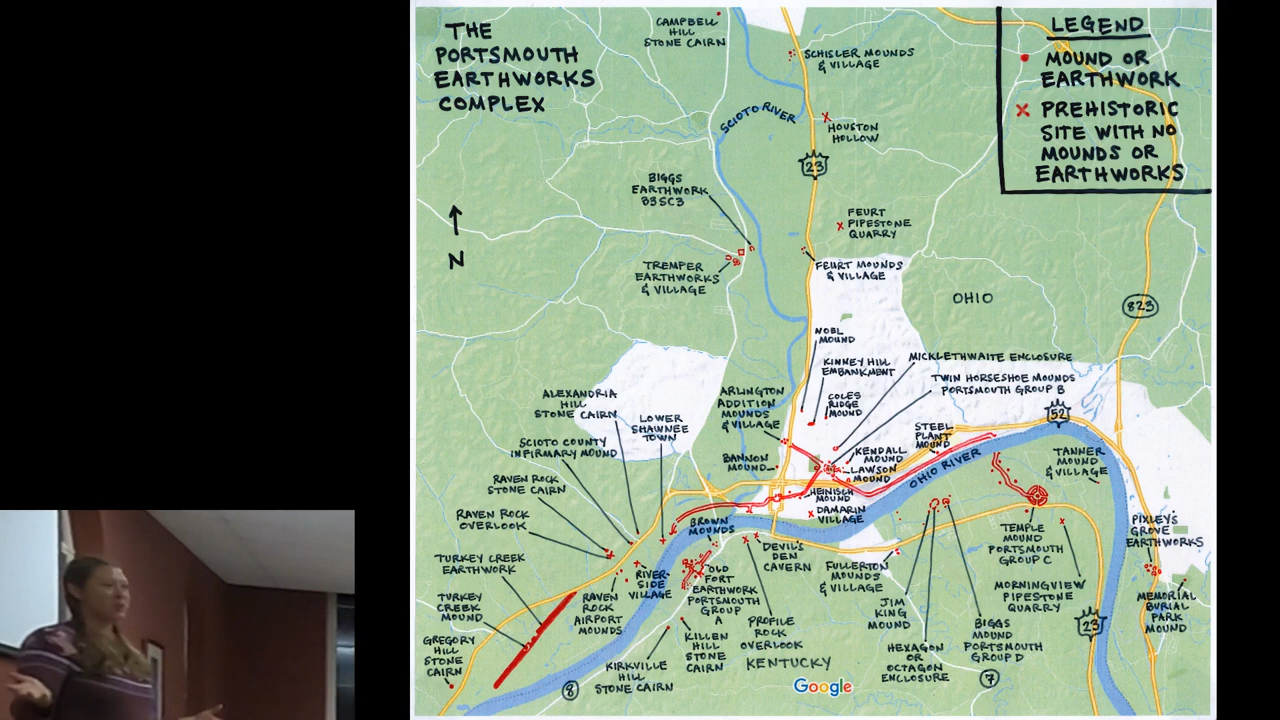 THE
PORTSMOUTH
EARTHWORKS
COMPLEX
CAMPBELL
HILL
STONE CAIRN
SCHISLER MOUNDS
& VILLAGE
LEGEND
MOUND OR
EARTHWORK
PREHISTORIC
SITE WITH NO
MOUNDS OR
EARTHWORKS
SCIOTO RIVER
HOUSTON
HOLLOW
23
BIGGS
EARTHWORK
33SC3
N
FEURT
PIPESTONE
QUARRY
TREMPER
EARTHWORKS
& VILLAGE
FEURT MOUNDS
& VILLAGE
OHIO
823
NOEL
MOUND
KINNEY HILL
EMBANKMENT
MICKLETHWAITE ENCLOSURE
TWIN HORSESHOE MOUNDS
PORTSMOUTH GROUP B
ALEXANDRIA
HILL
STONE CAIRN
LOWER
SHAWNEE
TOWN
ARLINGTON
ADDITION
MOUNDS
& VILLAGE
COLES
RIDGE
MOUND
52
SCIOTO COUNTY
INFIRMARY MOUND
STEEL
PLANT
MOUND
BANNON
MOUND
KENDALL
MOUND
LAWSON
MOUND
OHIO RIVER
TANNER
MOUND
& VILLAGE
RAVEN ROCK
STONE CAIRN
HEINISCH
MOUND
DAMARIN
VILLAGE
RAVEN ROCK
OVERLOOK
BROWN
MOUNDS
TEMPLE
MOUND
PORTSMOUTH
GROUP C
PIXLEY'S
GROVE
EARTHWORKS
DEVIL'S
DEN
CAVERN
TURKEY CREEK
EARTHWORK
RIVER-
SIDE
VILLAGE
OLD
FORT
EARTHWORK
PORTSMOUTH
GROUP
A
FULLERTON
MOUNDS
& VILLAGE
MORNINGVIEW
PIPESTONE
QUARRY
TURKEY
CREEK
MOUND
RAVEN
ROCK
AIRPORT
MOUNDS
PROFILE
ROCK
OVERLOOK
JIM
KING
MOUND
BIGGS
MOUND
PORTSMOUTH
GROUP D
23
MEMORIAL
BURIAL
PARK
MOUND
GREGORY
HILL
STONE
CAIRN
KILLEN
HILL
STONE
CAIRN
KIRKVILLE
HILL
STONE CAIRN
KENTUCKY
HEXAGON
OR
OCTAGON
ENCLOSURE
8
Google
7